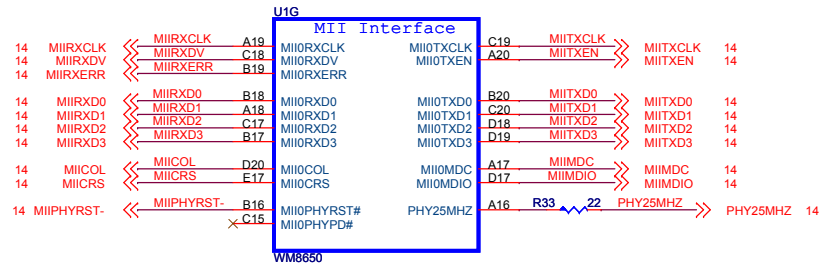 U1G
MII Interface
14 MIIRXCLK MIIRXCLK A19 MII0RXCLK MII0TXCLK C19 MIITXCLK MIITXCLK 14
14 MIIRXDV MIIRXDV C18 MII0RXDV MII0TXEN A20 MIITXEN MIITXEN 14
14 MIIRXERR MIIRXERR B19 MII0RXERR
14 MIIRXD0 MIIRXD0 B18 MII0RXD0 MII0TXD0 B20 MIITXD0 MIITXD0 14
14 MIIRXD1 MIIRXD1 A18 MII0RXD1 MII0TXD1 C20 MIITXD1 MIITXD1 14
14 MIIRXD2 MIIRXD2 C17 MII0RXD2 MII0TXD2 D18 MIITXD2 MIITXD2 14
14 MIIRXD3 MIIRXD3 B17 MII0RXD3 MII0TXD3 D19 MIITXD3 MIITXD3 14
14 MIICOL MIICOL D20 MII0COL MII0MDC A17 MIIMDC MIIMDC 14
14 MIICRS MIICRS E17 MII0CRS MII0MDIO D17 MIIMDIO MIIMDIO 14
14 MIIPHYRST- MIIPHYRST- B16 MII0PHYRST# PHY25MHZ A16 R33 22 PHY25MHZ PHY25MHZ 14
C15 MII0PHYPD#
WM8650